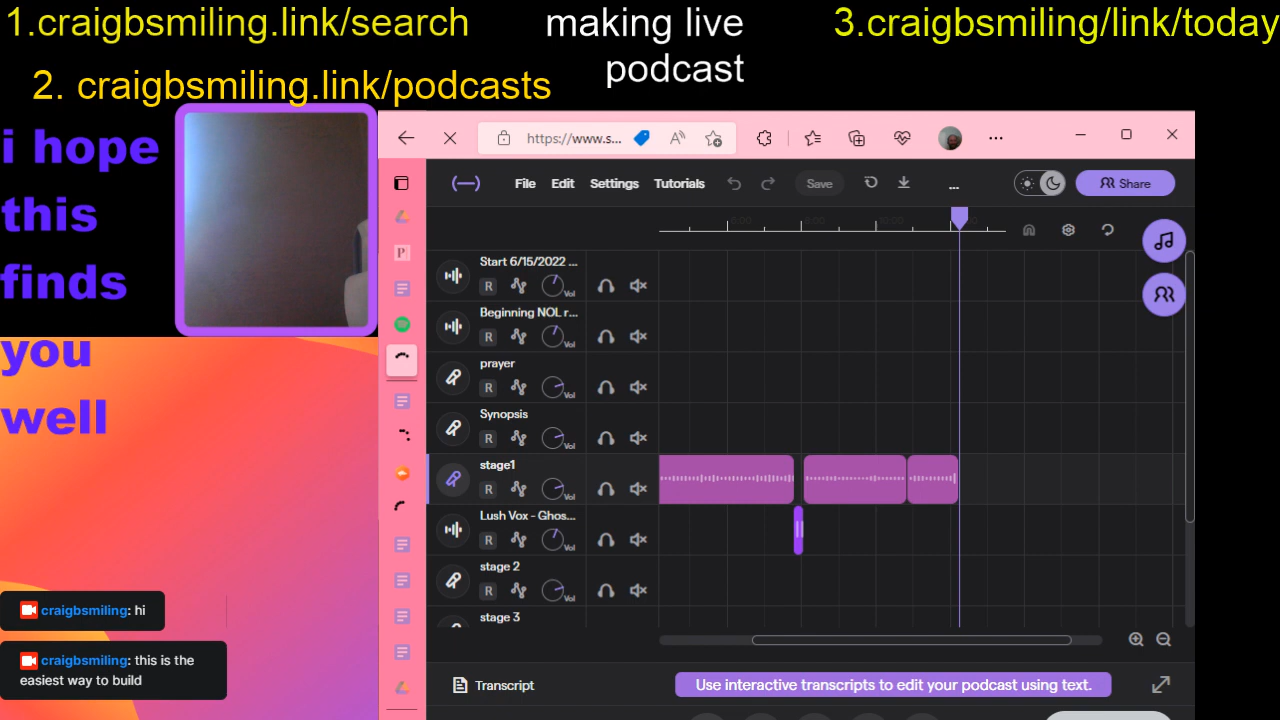 1.craigbsmiling.link/search
making live
podcast
3.craigbsmiling/link/today
2. craigbsmiling.link/podcasts
i hope
this
finds
you
well
craigbsmiling: hi
craigbsmiling: this is the
easiest way to build
https://www.s...
File Edit Settings Tutorials Save ... Share
Start 6/15/2022 ...
R Vol
Beginning NOL r...
R Vol
prayer
R Vol
Synopsis
R Vol
stage1
R Vol
Lush Vox - Ghos...
R Vol
stage 2
R Vol
stage 3
Transcript
Use interactive transcripts to edit your podcast using text.